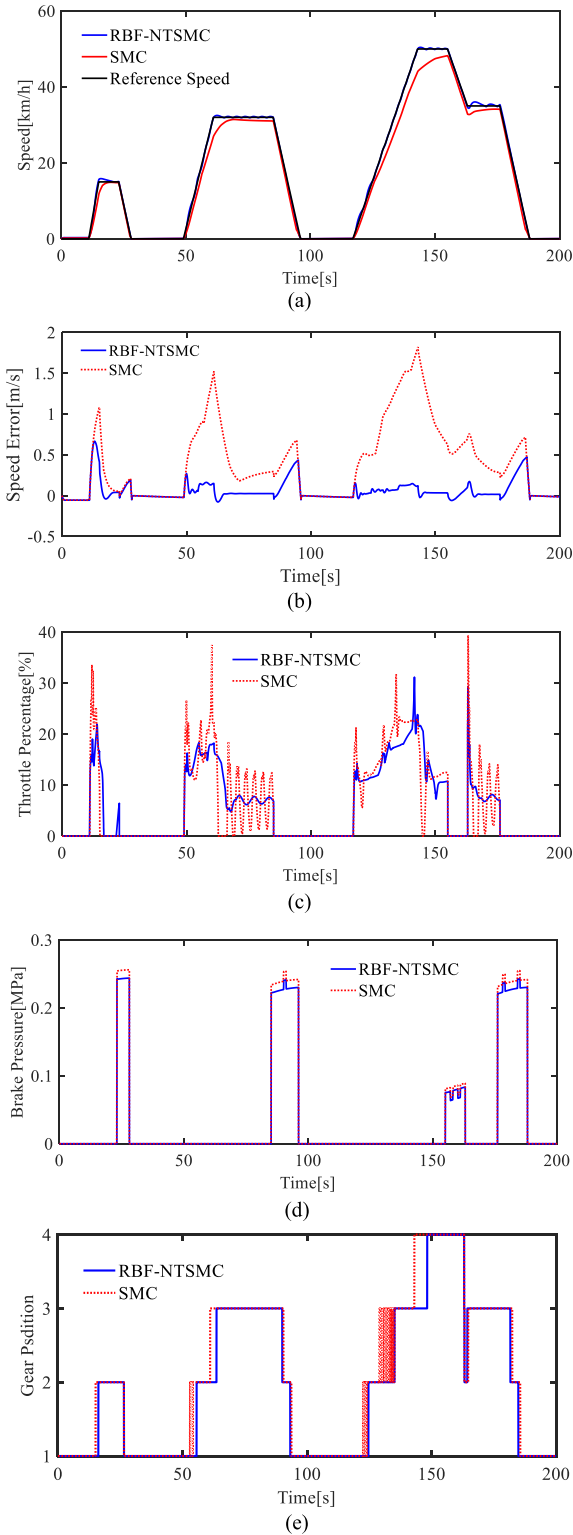 60
40
20
0
Speed[km/h]
RBF-NTSMC
SMC
Reference Speed
0 50 100 150 200
Time[s]
(a)
2
1.5
1
0.5
0
-0.5
Speed Error[m/s]
RBF-NTSMC
SMC
0 50 100 150 200
Time[s]
(b)
40
30
20
10
0
Throttle Percentage[%]
RBF-NTSMC
SMC
0 50 100 150 200
Time[s]
(c)
0.3
0.2
0.1
0
Brake Pressure[MPa]
RBF-NTSMC
SMC
0 50 100 150 200
Time[s]
(d)
4
3
2
1
Gear Psdition
RBF-NTSMC
SMC
0 50 100 150 200
Time[s]
(e)